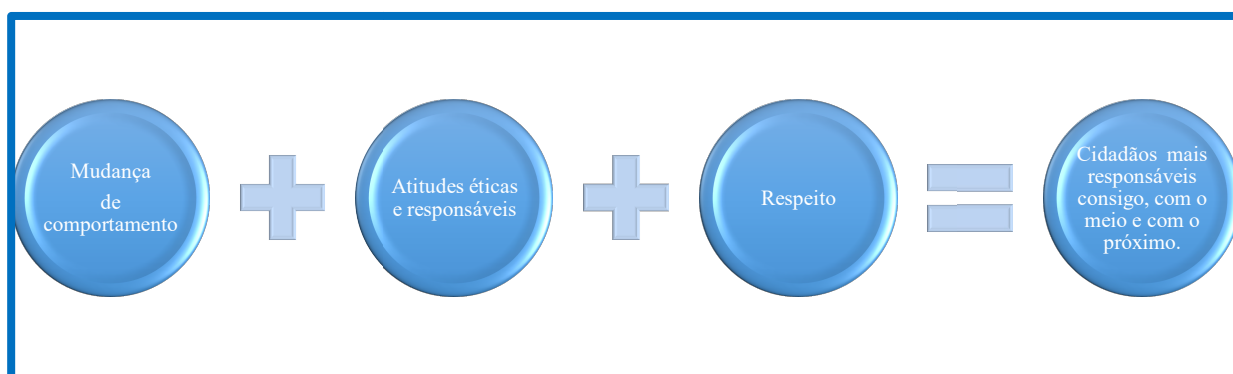 Mudança
de
comportamento
Atitudes éticas
e responsáveis
Respeito
Cidadãos mais
responsáveis
consigo, com o
meio e com o
próximo.